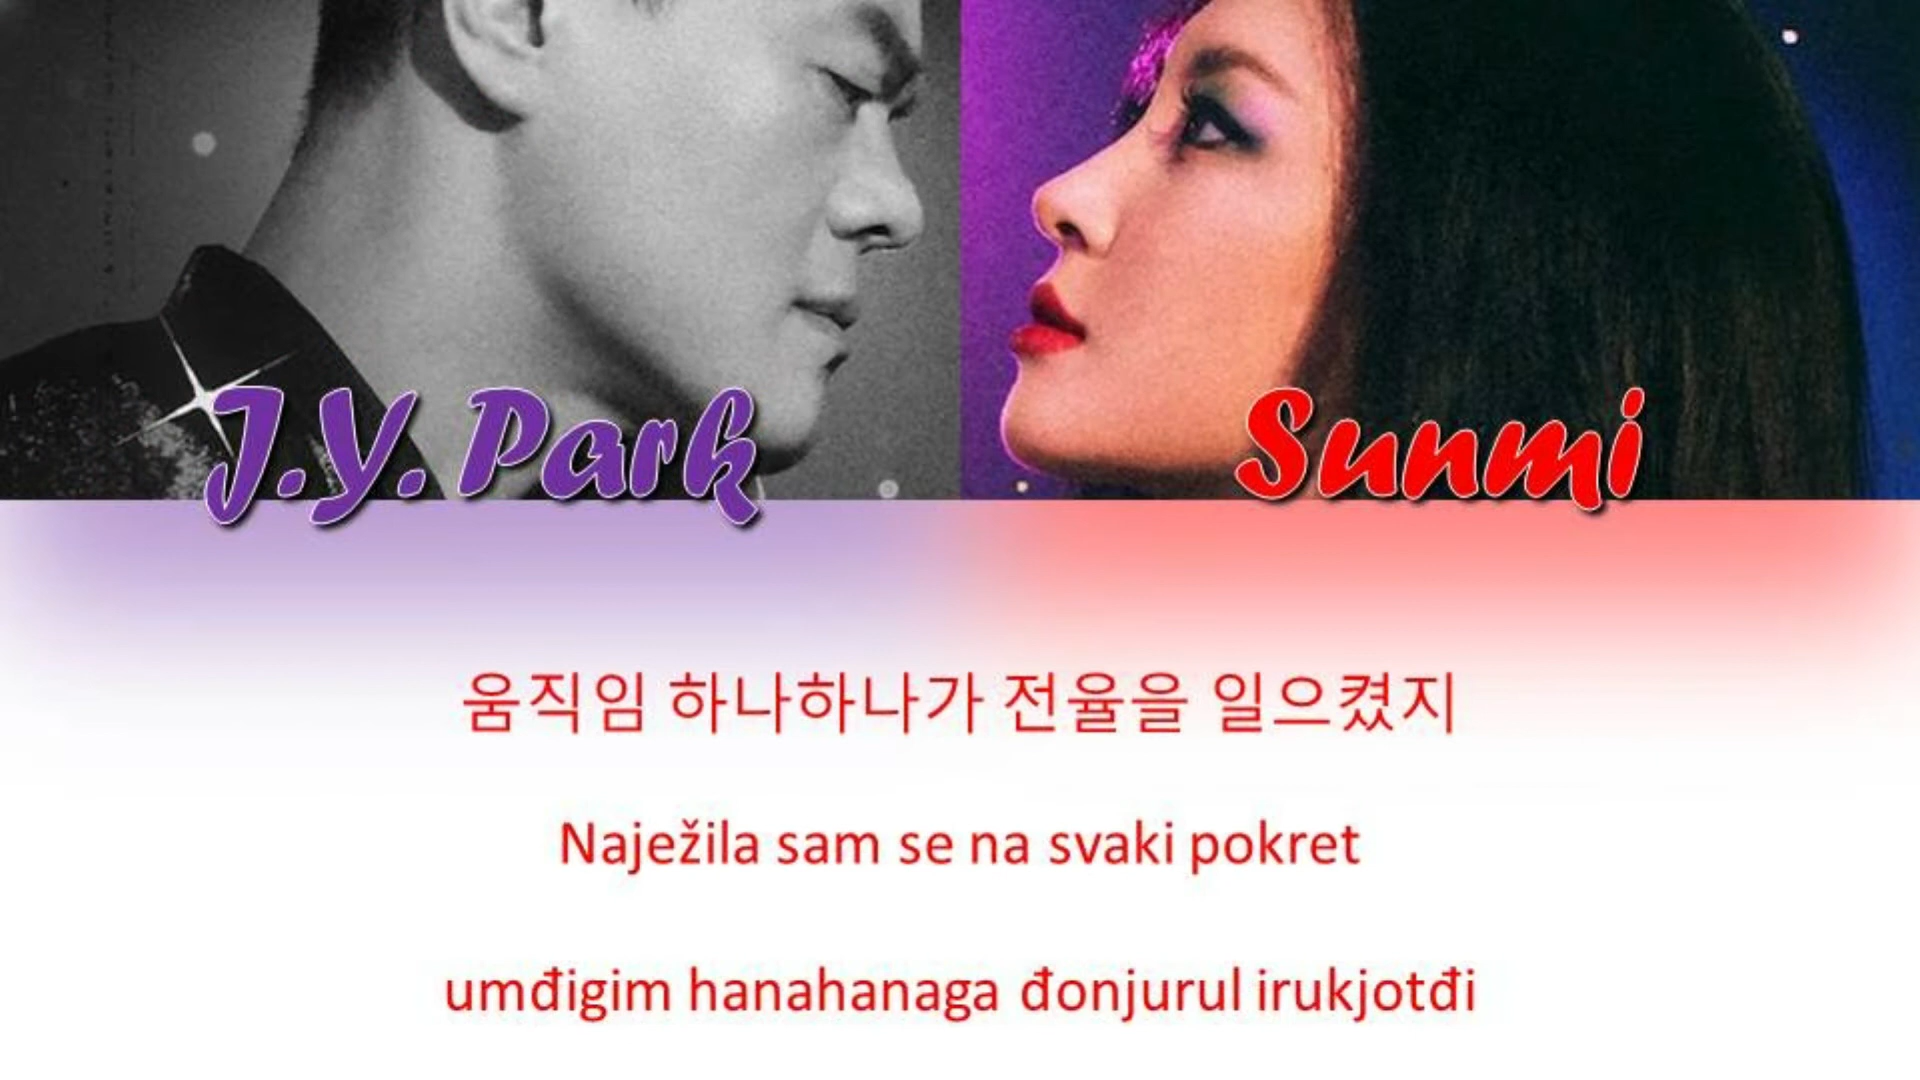 J.Y. Park
Sunmi
움직임 하나하나가 전율을 일으켰지
Naježila sam se na svaki pokret
umđigim hanahanaga đonjurul irukjotđi